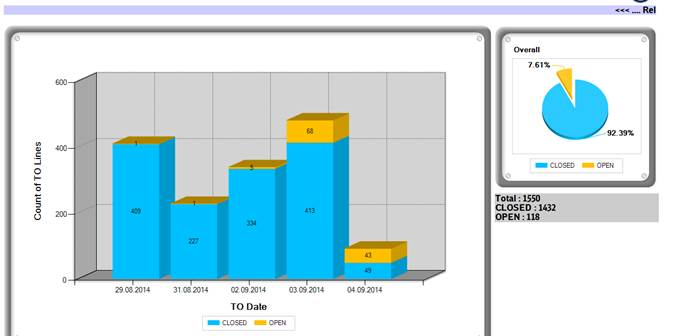 <<< .... Rel
600
400
200
0
Count of TO Lines
1
409
1
227
5
334
68
413
43
49
29.08.2014 31.08.2014 02.09.2014 03.09.2014 04.09.2014
TO Date
CLOSED OPEN
Overall
7.61%
92.39%
CLOSED OPEN
Total : 1550
CLOSED : 1432
OPEN : 118